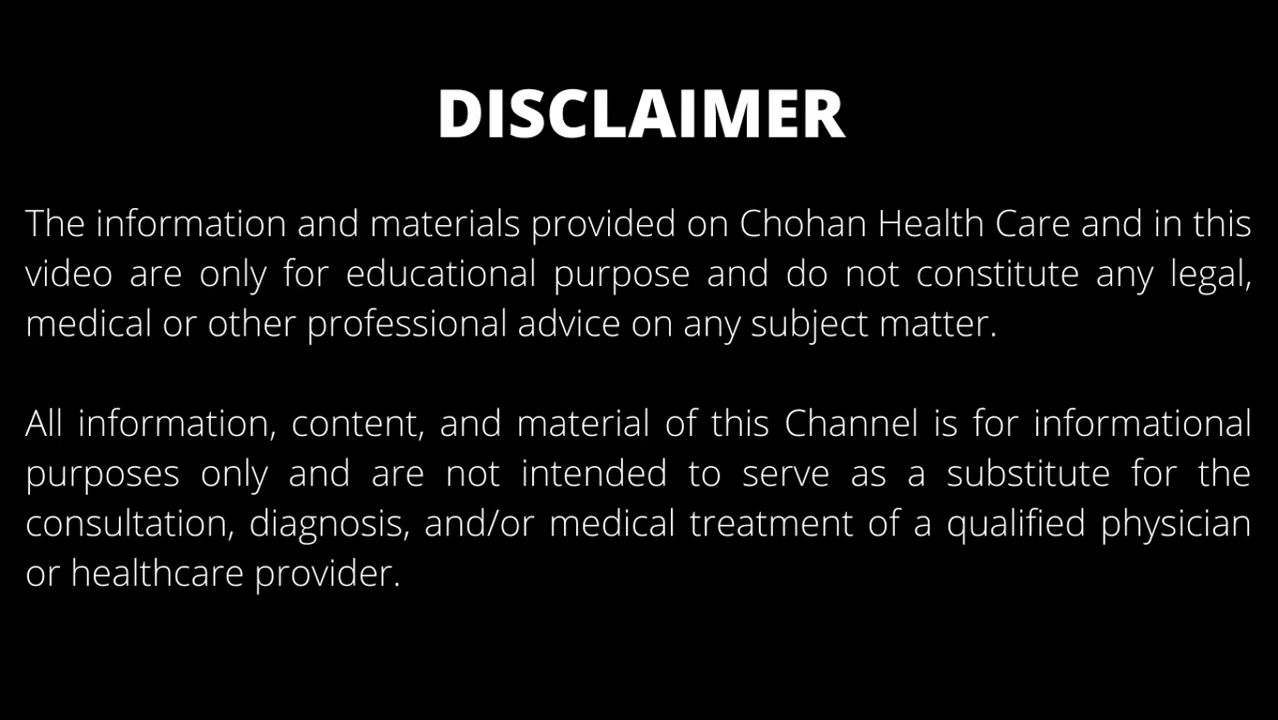 DISCLAIMER
The information and materials provided on Chohan Health Care and in this
video are only for educational purpose and do not constitute any legal,
medical or other professional advice on any subject matter.
All information, content, and material of this Channel is for informational
purposes only and are not intended to serve as a substitute for the
consultation, diagnosis, and/or medical treatment of a qualified physician
or healthcare provider.